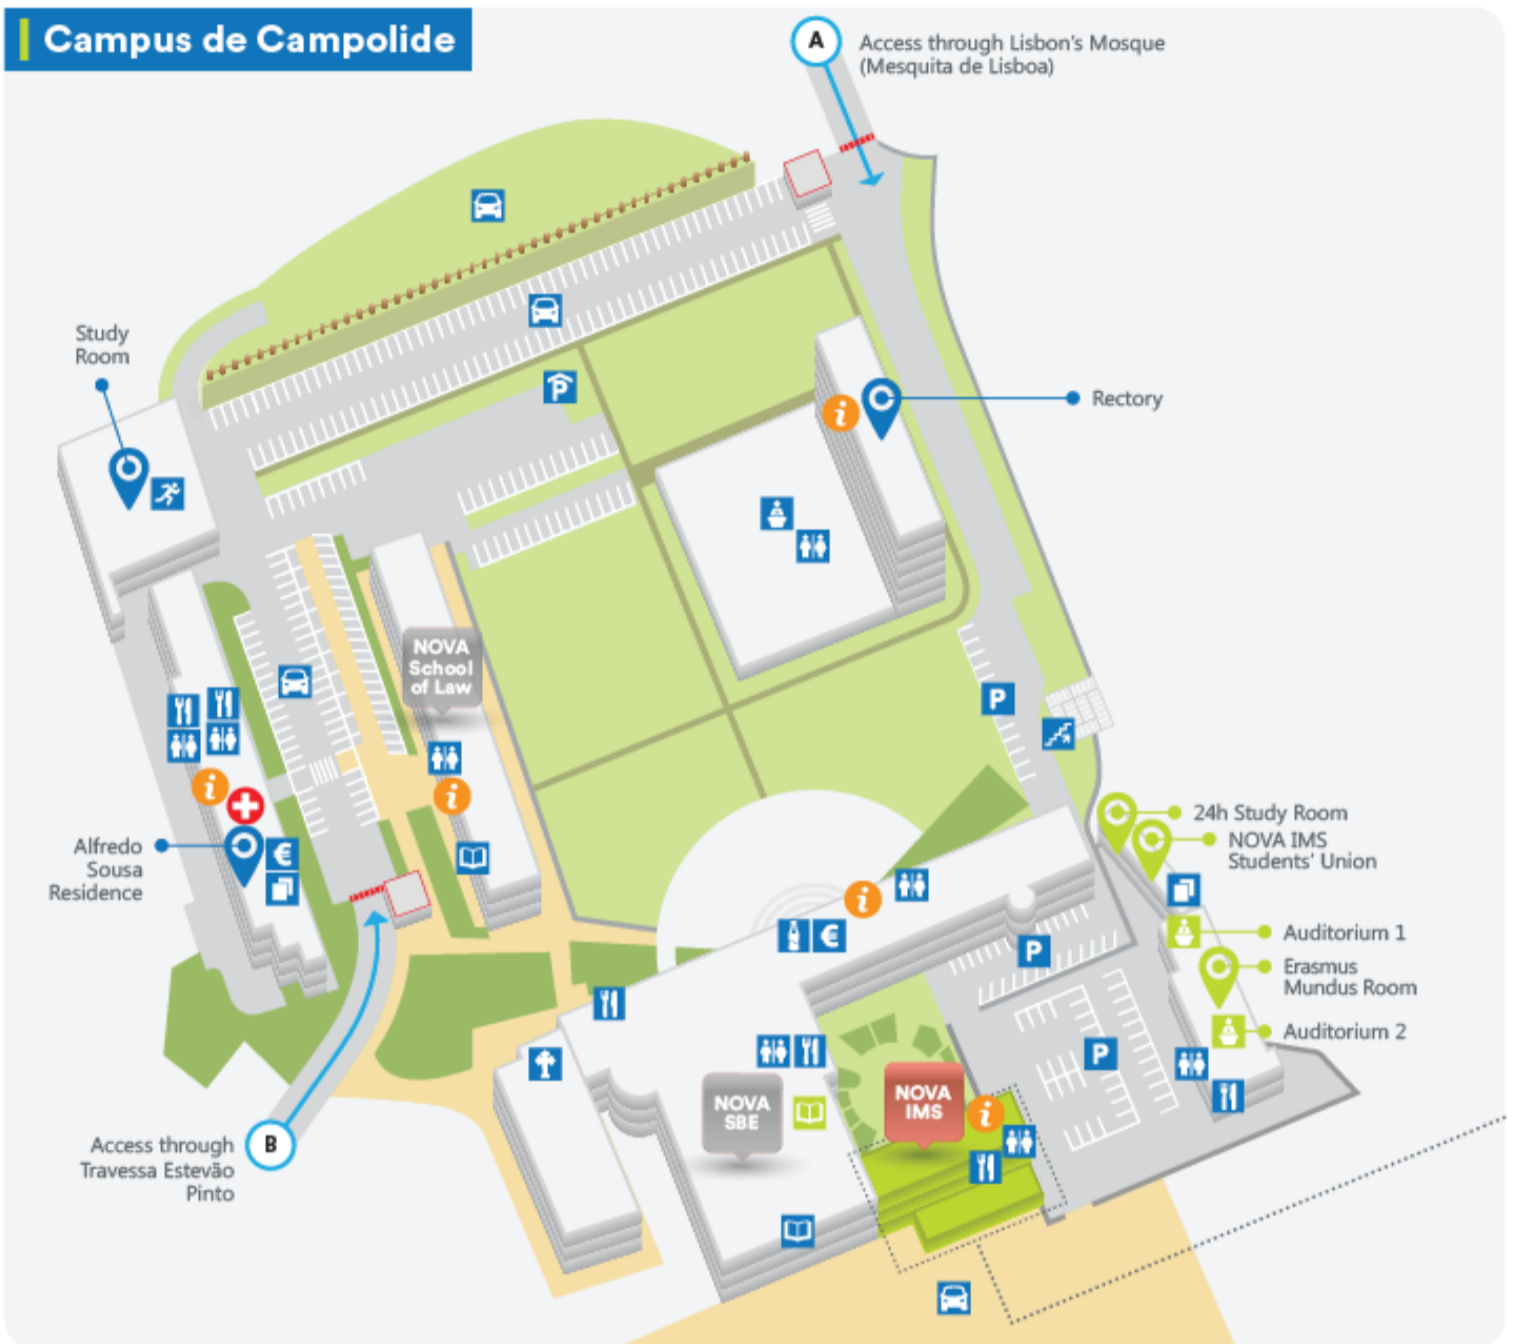 Campus de Campolide
A
Access through Lisbon's Mosque
(Mesquita de Lisboa)
Study
Room
P
i
Rectory
NOVA
School
of Law
P
i
i
24h Study Room
NOVA IMS
Students' Union
Alfredo
Sousa
Residence
€
i
€
P
Auditorium 1
Erasmus
Mundus Room
Auditorium 2
P
NOVA
SBE
NOVA
IMS
i
Access through
Travessa Estevão
Pinto
B